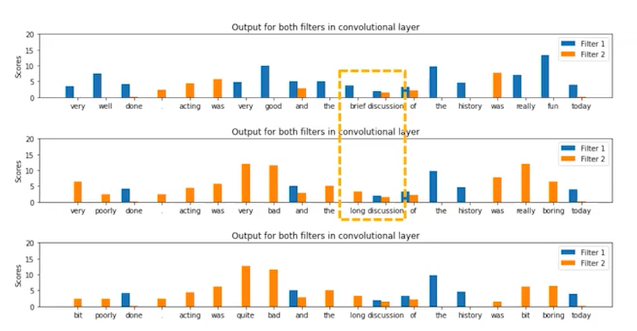 Output for both filters in convolutional layer
20
15
10
5
0
Scores
Filter 1
Filter 2
very well done . acting was very good and the brief discussion of the history was really fun today
Output for both filters in convolutional layer
20
15
10
5
0
Scores
Filter 1
Filter 2
very poorly done . acting was very bad and the long discussion of the history was really boring today
Output for both filters in convolutional layer
20
15
10
5
0
Scores
Filter 1
Filter 2
bit poorly done . acting was quite bad and the long discussion of the history was bit boring today